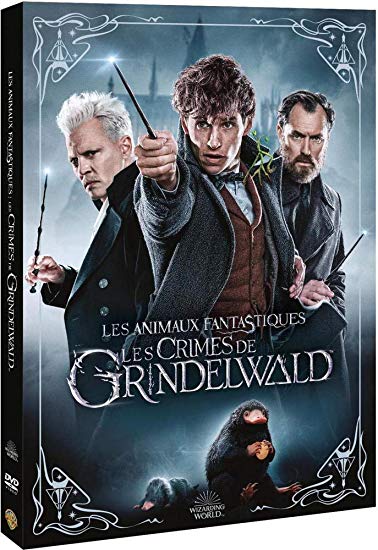 LES ANIMAUX FANTASTIQUES : LES CRIMES DE GRINDELWALD.
LES ANIMAUX FANTASTIQUES
LES CRIMES DE
GRINDELWALD
WIZARDING
WORLD
DVD